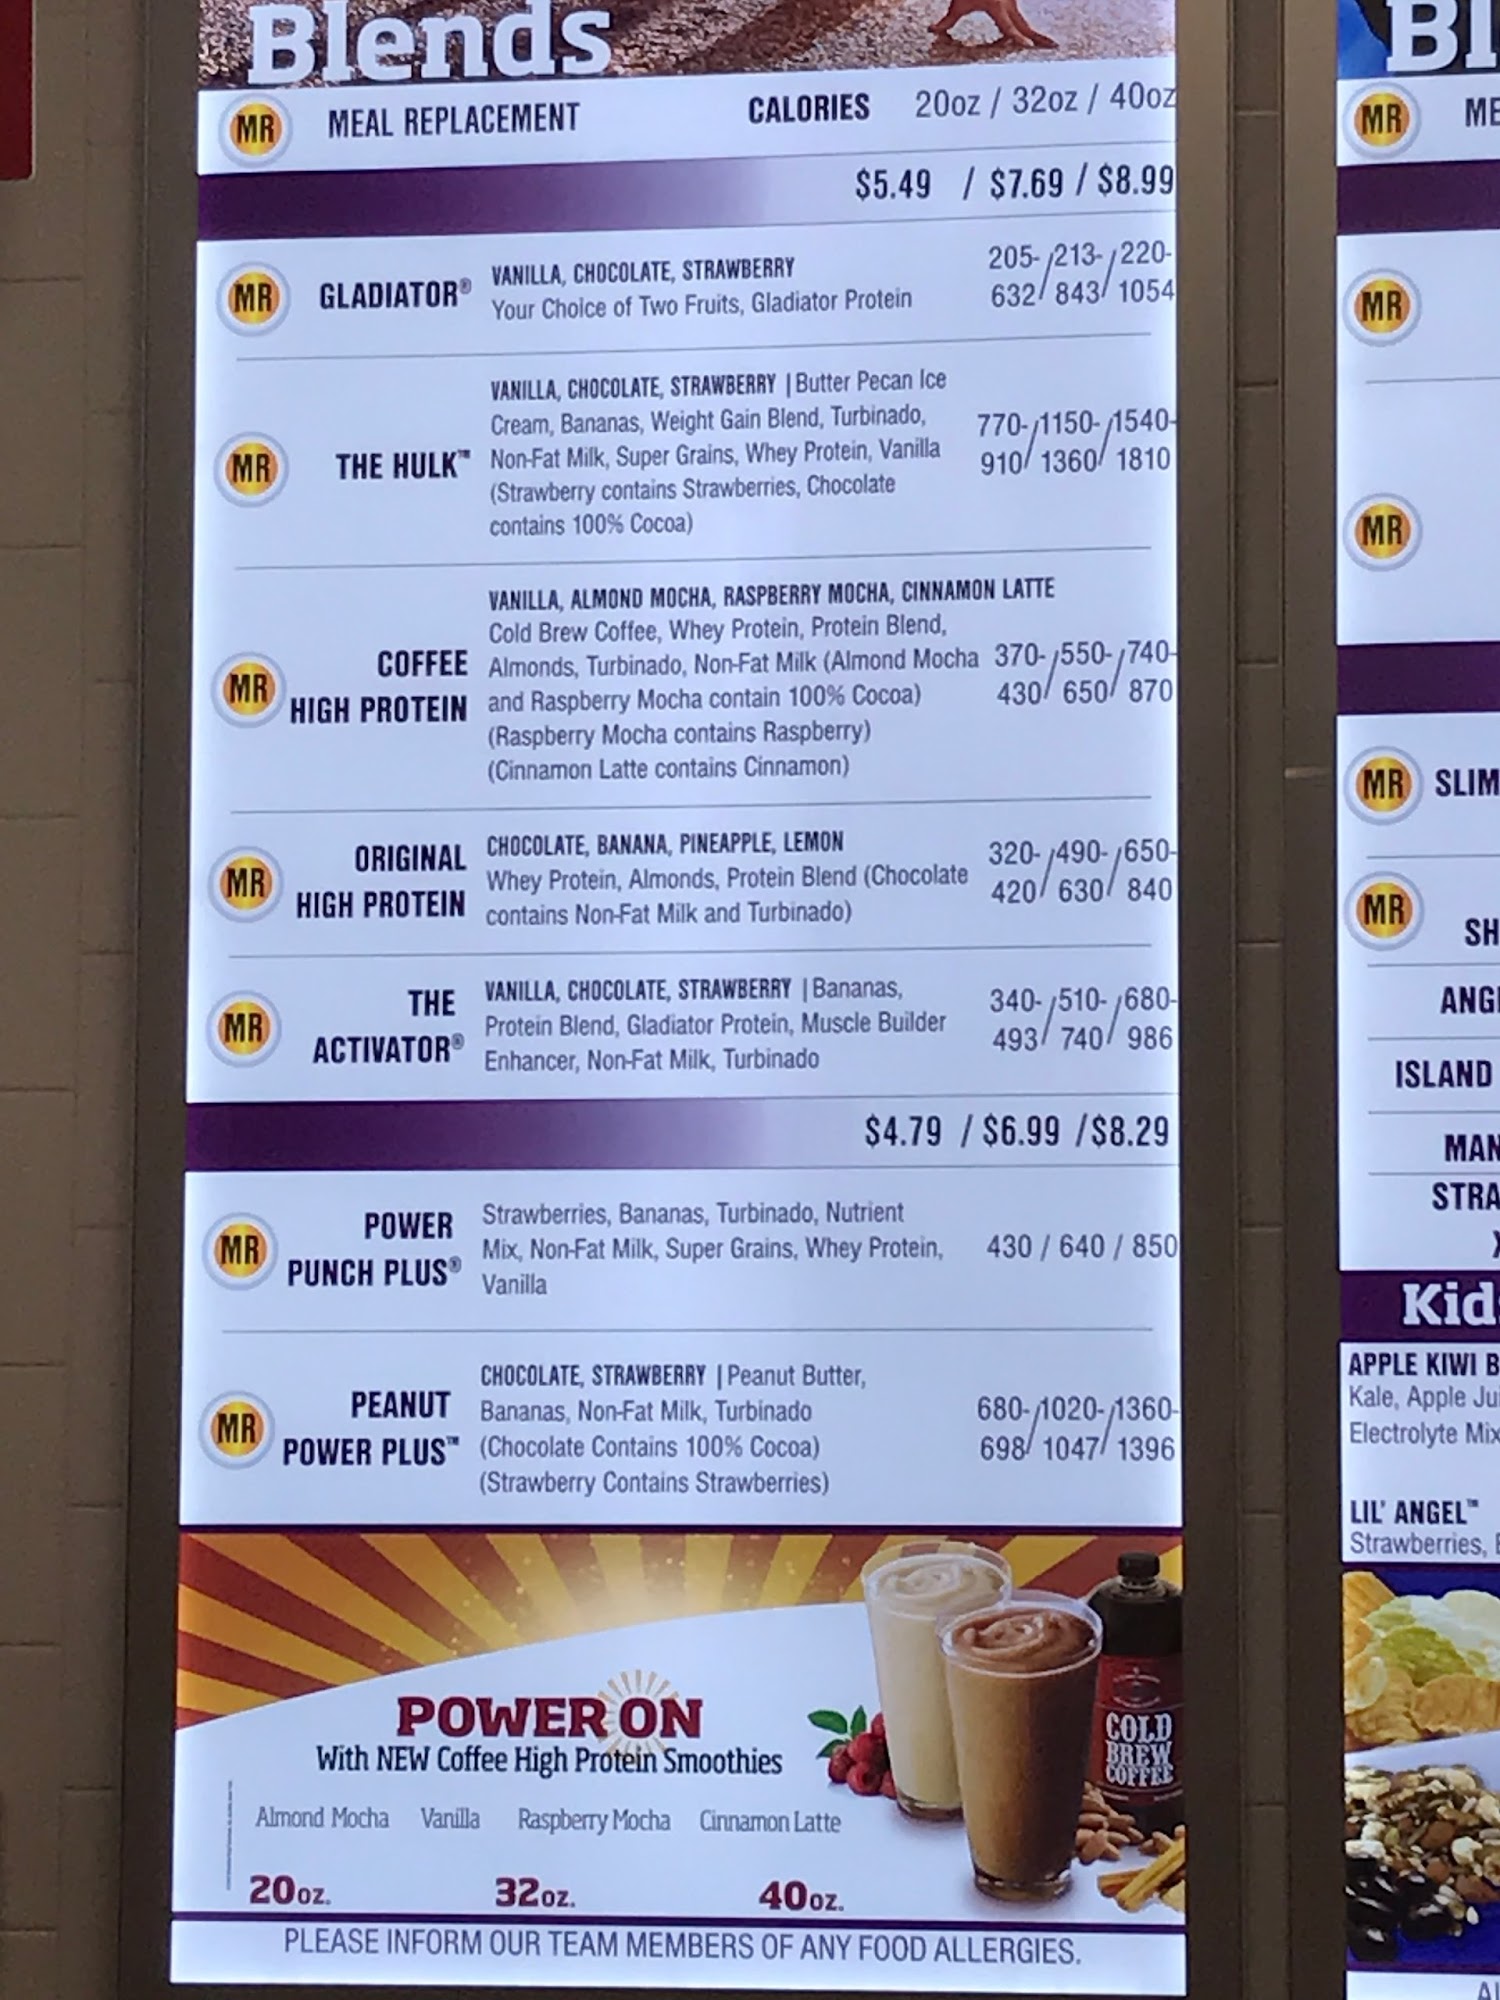 Blends
MR MEAL REPLACEMENT CALORIES 20oz / 32oz / 40oz
$5.49 / $7.69 / $8.99
MR GLADIATOR®
VANILLA, CHOCOLATE, STRAWBERRY
Your Choice of Two Fruits, Gladiator Protein
205-/213-/220-
632/ 843/ 1054
MR THE HULK™
VANILLA, CHOCOLATE, STRAWBERRY | Butter Pecan Ice
Cream, Bananas, Weight Gain Blend, Turbinado,
Non-Fat Milk, Super Grains, Whey Protein, Vanilla
(Strawberry contains Strawberries, Chocolate
contains 100% Cocoa)
770-/1150-/1540-
910/ 1360/ 1810
MR COFFEE
HIGH PROTEIN
VANILLA, ALMOND MOCHA, RASPBERRY MOCHA, CINNAMON LATTE
Cold Brew Coffee, Whey Protein, Protein Blend,
Almonds, Turbinado, Non-Fat Milk (Almond Mocha
and Raspberry Mocha contain 100% Cocoa)
(Raspberry Mocha contains Raspberry)
(Cinnamon Latte contains Cinnamon)
370-/550-/740-
430/ 650/ 870
MR ORIGINAL
HIGH PROTEIN
CHOCOLATE, BANANA, PINEAPPLE, LEMON
Whey Protein, Almonds, Protein Blend (Chocolate
contains Non-Fat Milk and Turbinado)
320-/490-/650-
420/ 630/ 840
MR THE
ACTIVATOR®
VANILLA, CHOCOLATE, STRAWBERRY | Bananas,
Protein Blend, Gladiator Protein, Muscle Builder
Enhancer, Non-Fat Milk, Turbinado
340-/510-/680-
493/ 740/ 986
$4.79 / $6.99 /$8.29
MR POWER
PUNCH PLUS®
Strawberries, Bananas, Turbinado, Nutrient
Mix, Non-Fat Milk, Super Grains, Whey Protein,
Vanilla
430 / 640 / 850
MR PEANUT
POWER PLUS™
CHOCOLATE, STRAWBERRY | Peanut Butter,
Bananas, Non-Fat Milk, Turbinado
(Chocolate Contains 100% Cocoa)
(Strawberry Contains Strawberries)
680-/1020-/1360-
698/ 1047/ 1396
POWER ON
With NEW Coffee High Protein Smoothies
Almond Mocha Vanilla Raspberry Mocha Cinnamon Latte
20oz. 32oz. 40oz.
COLD
BREW
COFFEE
PLEASE INFORM OUR TEAM MEMBERS OF ANY FOOD ALLERGIES.
Bl
MR ME
MR
MR
MR SLIM
MR
SH
ANG
ISLAND
MAN
STRA
Kids
APPLE KIWI B
Kale, Apple Ju
Electrolyte Mix
LIL' ANGEL™
Strawberries,